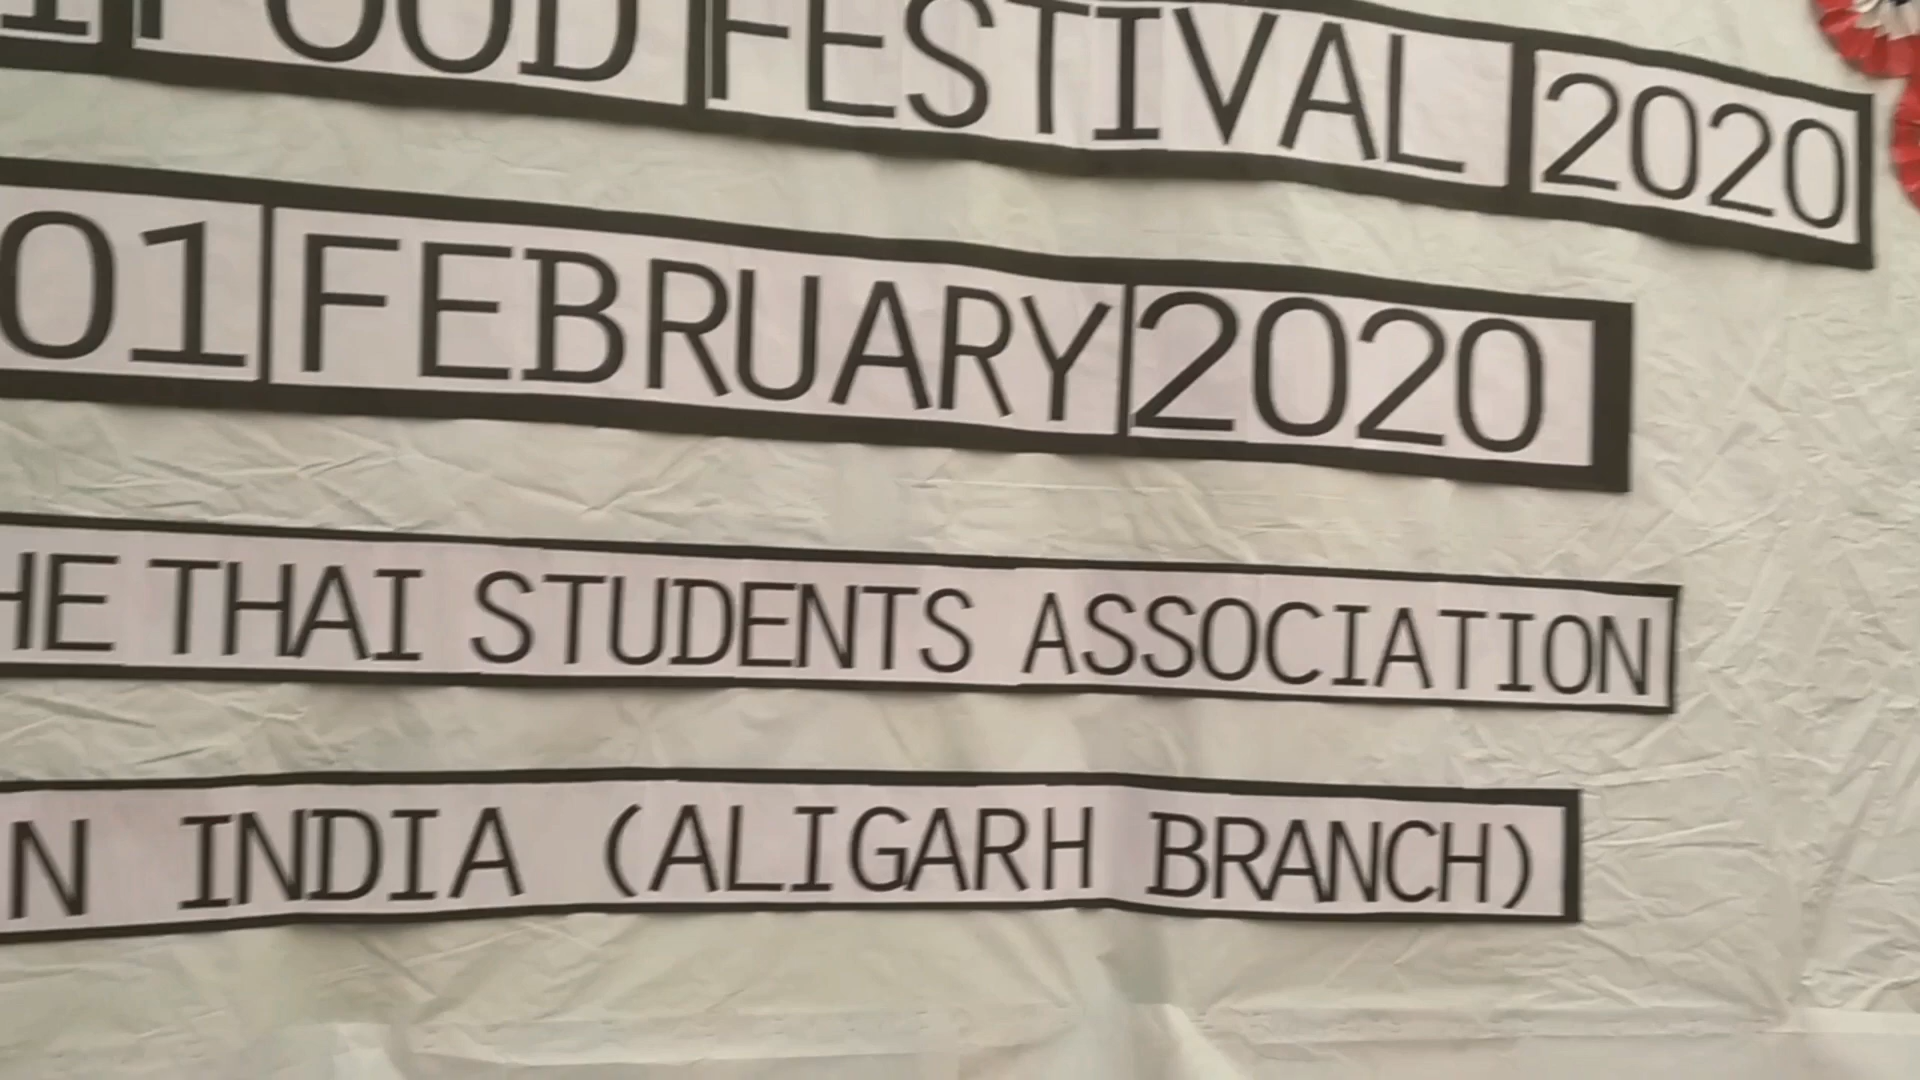 FOOD FESTIVAL 2020
01 FEBRUARY 2020
THAI STUDENTS ASSOCIATION
INDIA (ALIGARH BRANCH)